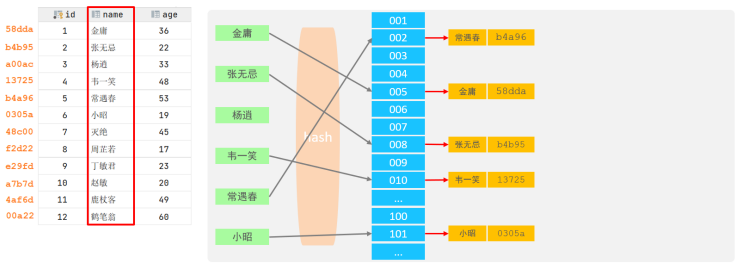 id name age
58dda 1 金庸 36
b4b95 2 张无忌 22
a00ac 3 杨逍 33
13725 4 韦一笑 48
b4a96 5 常遇春 53
0305a 6 小昭 19
48c00 7 灭绝 45
f2d22 8 周芷若 17
e29fd 9 丁敏君 23
a7b7d 10 赵敏 20
4af6d 11 鹿杖客 49
00a22 12 鹤笔翁 60
金庸
张无忌
杨逍
韦一笑
常遇春
小昭
hash
001
002
003
004
005
006
007
008
009
010
...
100
101
...
常遇春 b4a96
金庸 58dda
张无忌 b4b95
韦一笑 13725
小昭 0305a